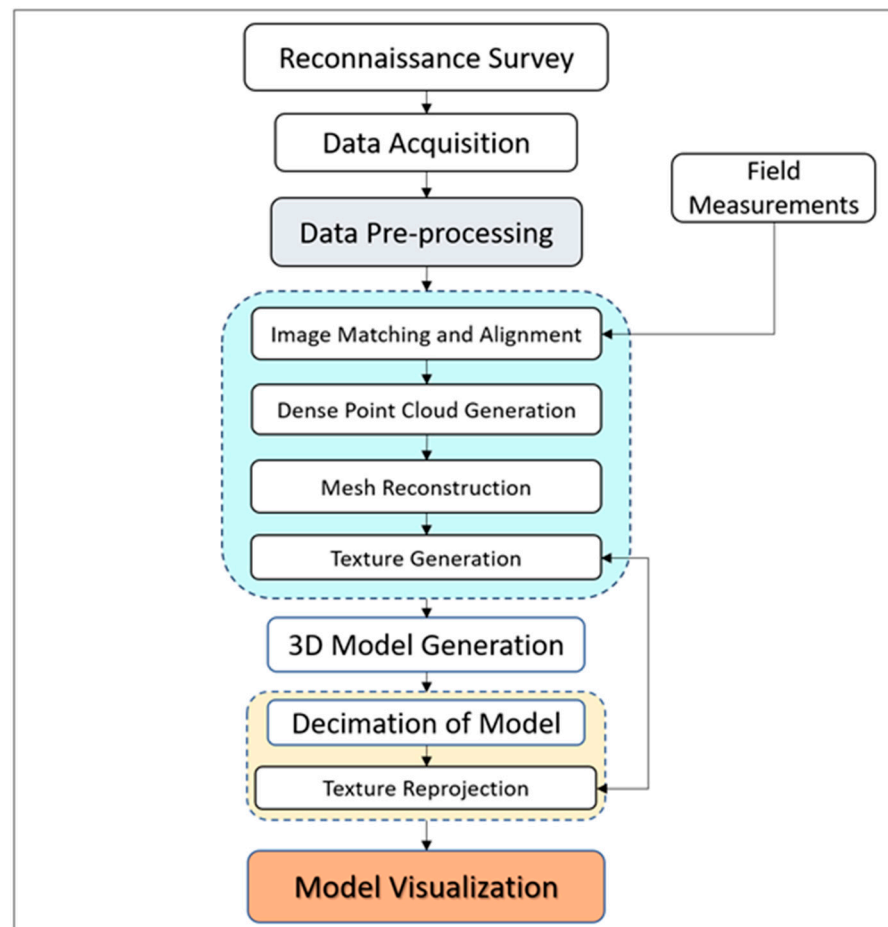 Reconnaissance Survey
Data Acquisition
Field
Measurements
Data Pre-processing
Image Matching and Alignment
Dense Point Cloud Generation
Mesh Reconstruction
Texture Generation
3D Model Generation
Decimation of Model
Texture Reprojection
Model Visualization